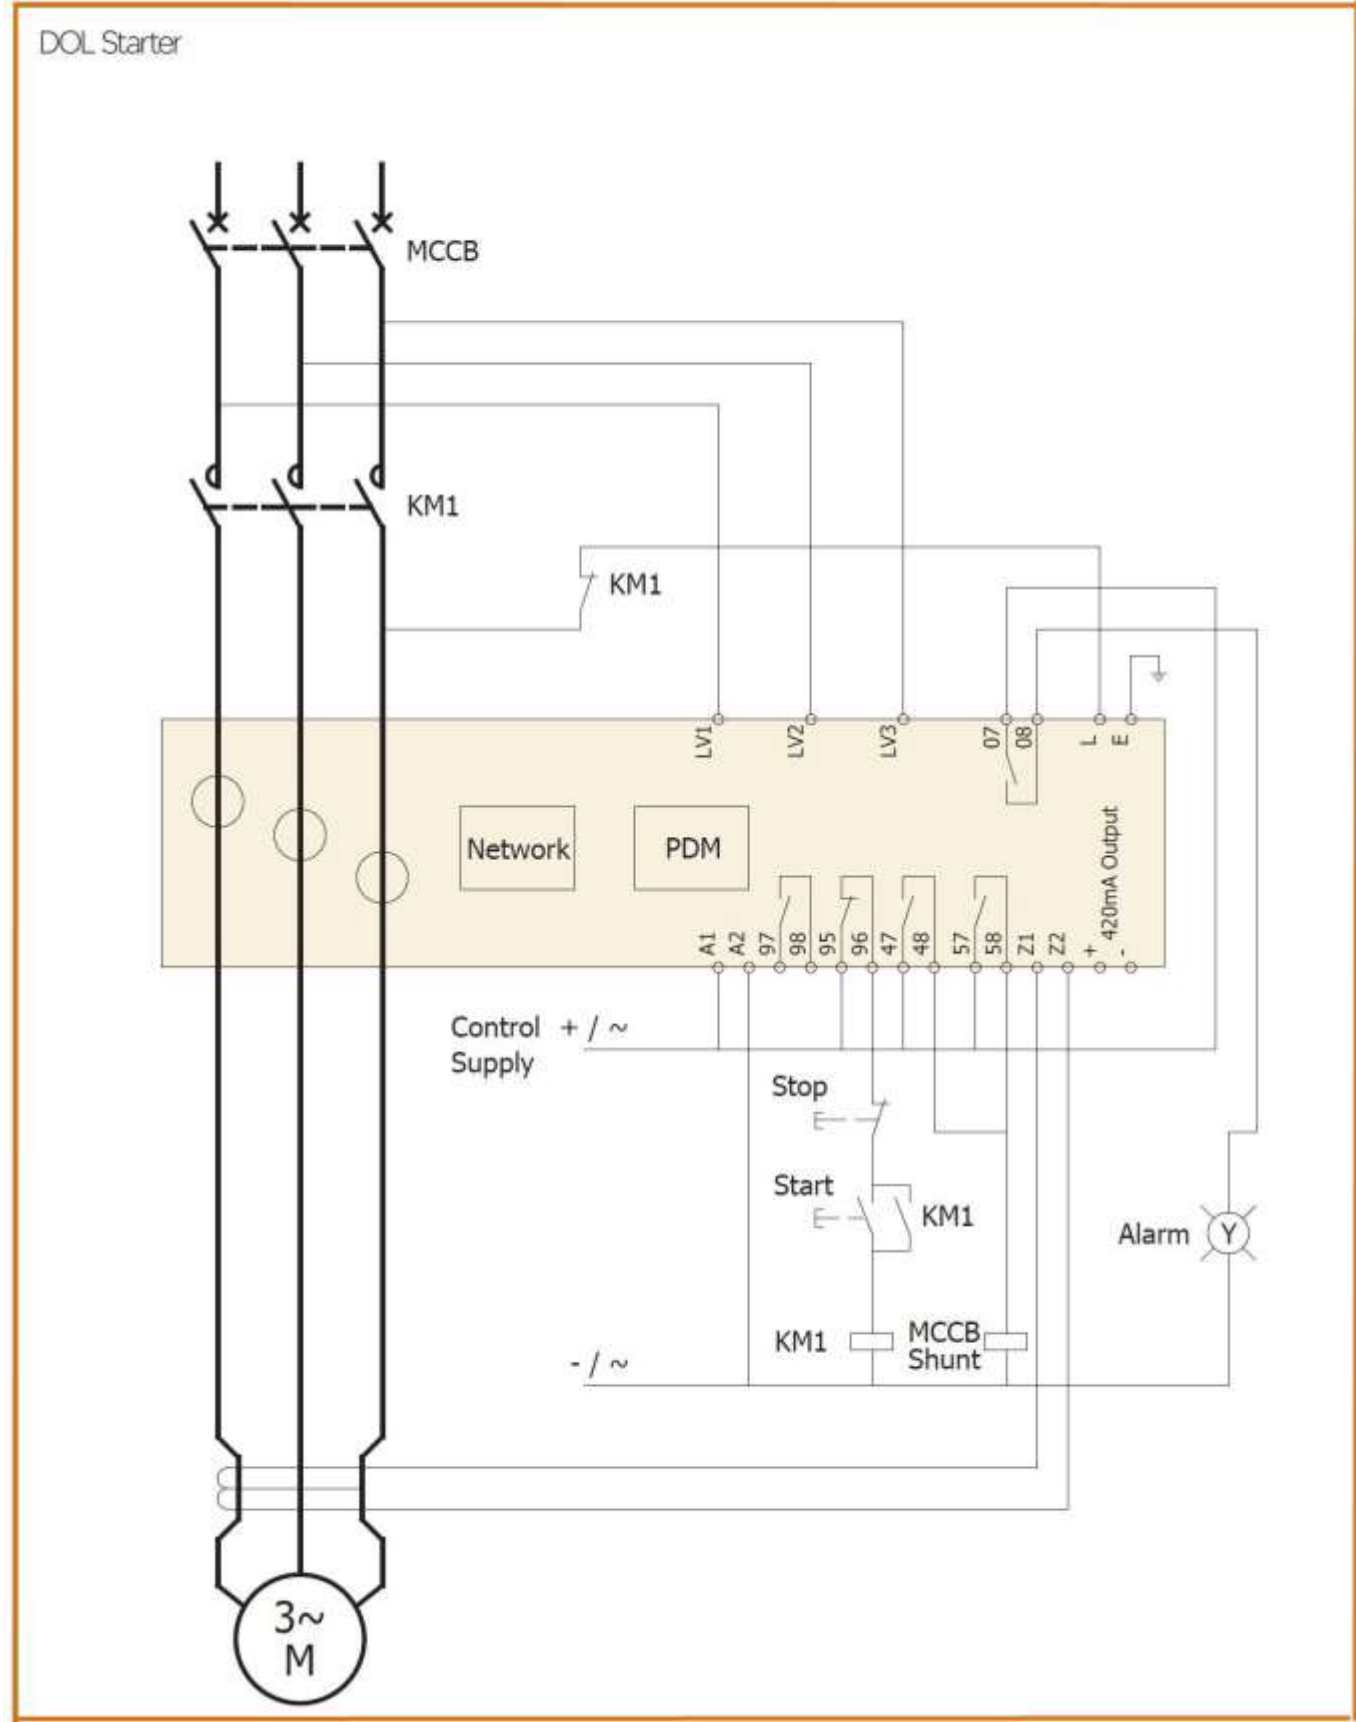 DOL Starter
MCCB
KM1
KM1
LV1
LV2
LV3
07
08
L
E
Network
PDM
420mA Output
A1
A2
97
98
95
96
47
48
57
58
Z1
Z2
+
-
Control + / ~
Supply
Stop
Start
KM1
Alarm
Y
KM1
MCCB
Shunt
- / ~
3~
M